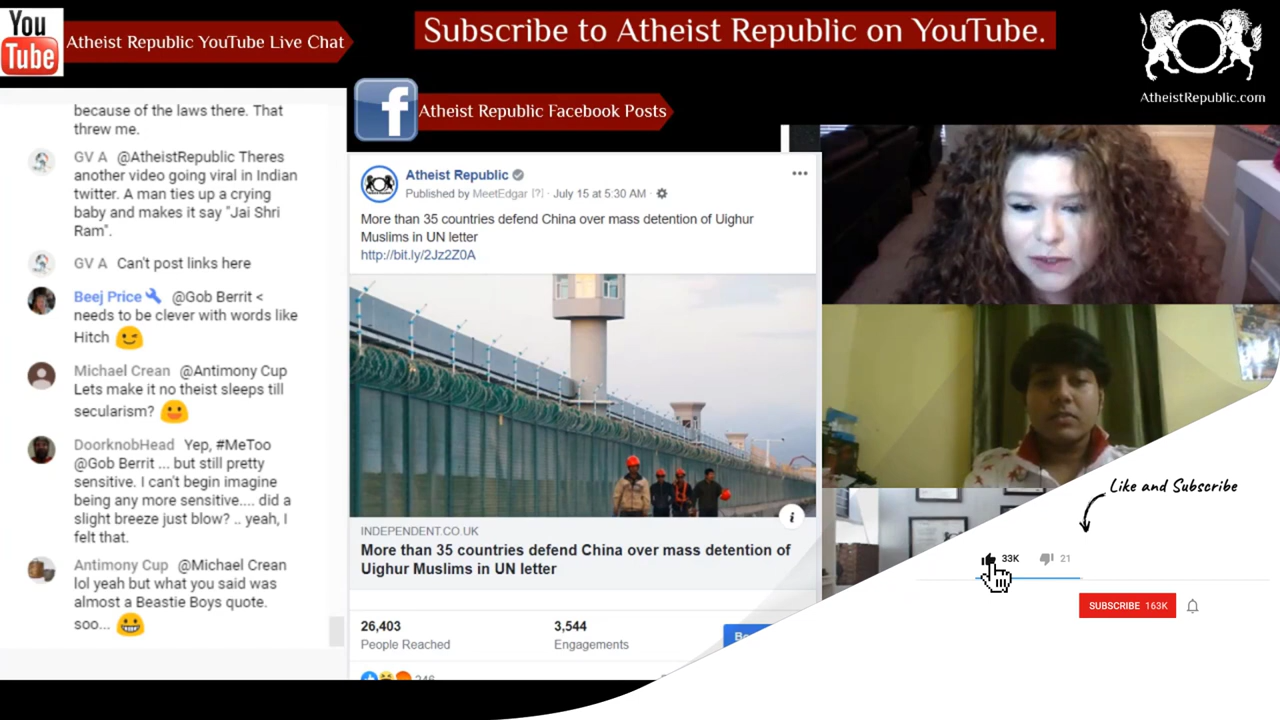 You
Tube
Atheist Republic YouTube Live Chat
Subscribe to Atheist Republic on YouTube.
AtheistRepublic.com
Atheist Republic Facebook Posts
because of the laws there. That
threw me.
GV A @AtheistRepublic Theres
another video going viral in Indian
twitter. A man ties up a crying
baby and makes it say "Jai Shri
Ram".
GV A Can't post links here
Beej Price @Gob Berrit <
needs to be clever with words like
Hitch
Michael Crean @Antimony Cup
Lets make it no theist sleeps till
secularism?
DoorknobHead Yep, #MeToo
@Gob Berrit ... but still pretty
sensitive. I can't begin imagine
being any more sensitive.... did a
slight breeze just blow? .. yeah, I
felt that.
Antimony Cup @Michael Crean
lol yeah but what you said was
almost a Beastie Boys quote.
soo...
Atheist Republic
Published by MeetEdgar [?] · July 15 at 5:30 AM ·
More than 35 countries defend China over mass detention of Uighur
Muslims in UN letter
http://bit.ly/2Jz2Z0A
INDEPENDENT.CO.UK
More than 35 countries defend China over mass detention of
Uighur Muslims in UN letter
26,403
People Reached
3,544
Engagements
Like and Subscribe
33K
21
SUBSCRIBE 163K